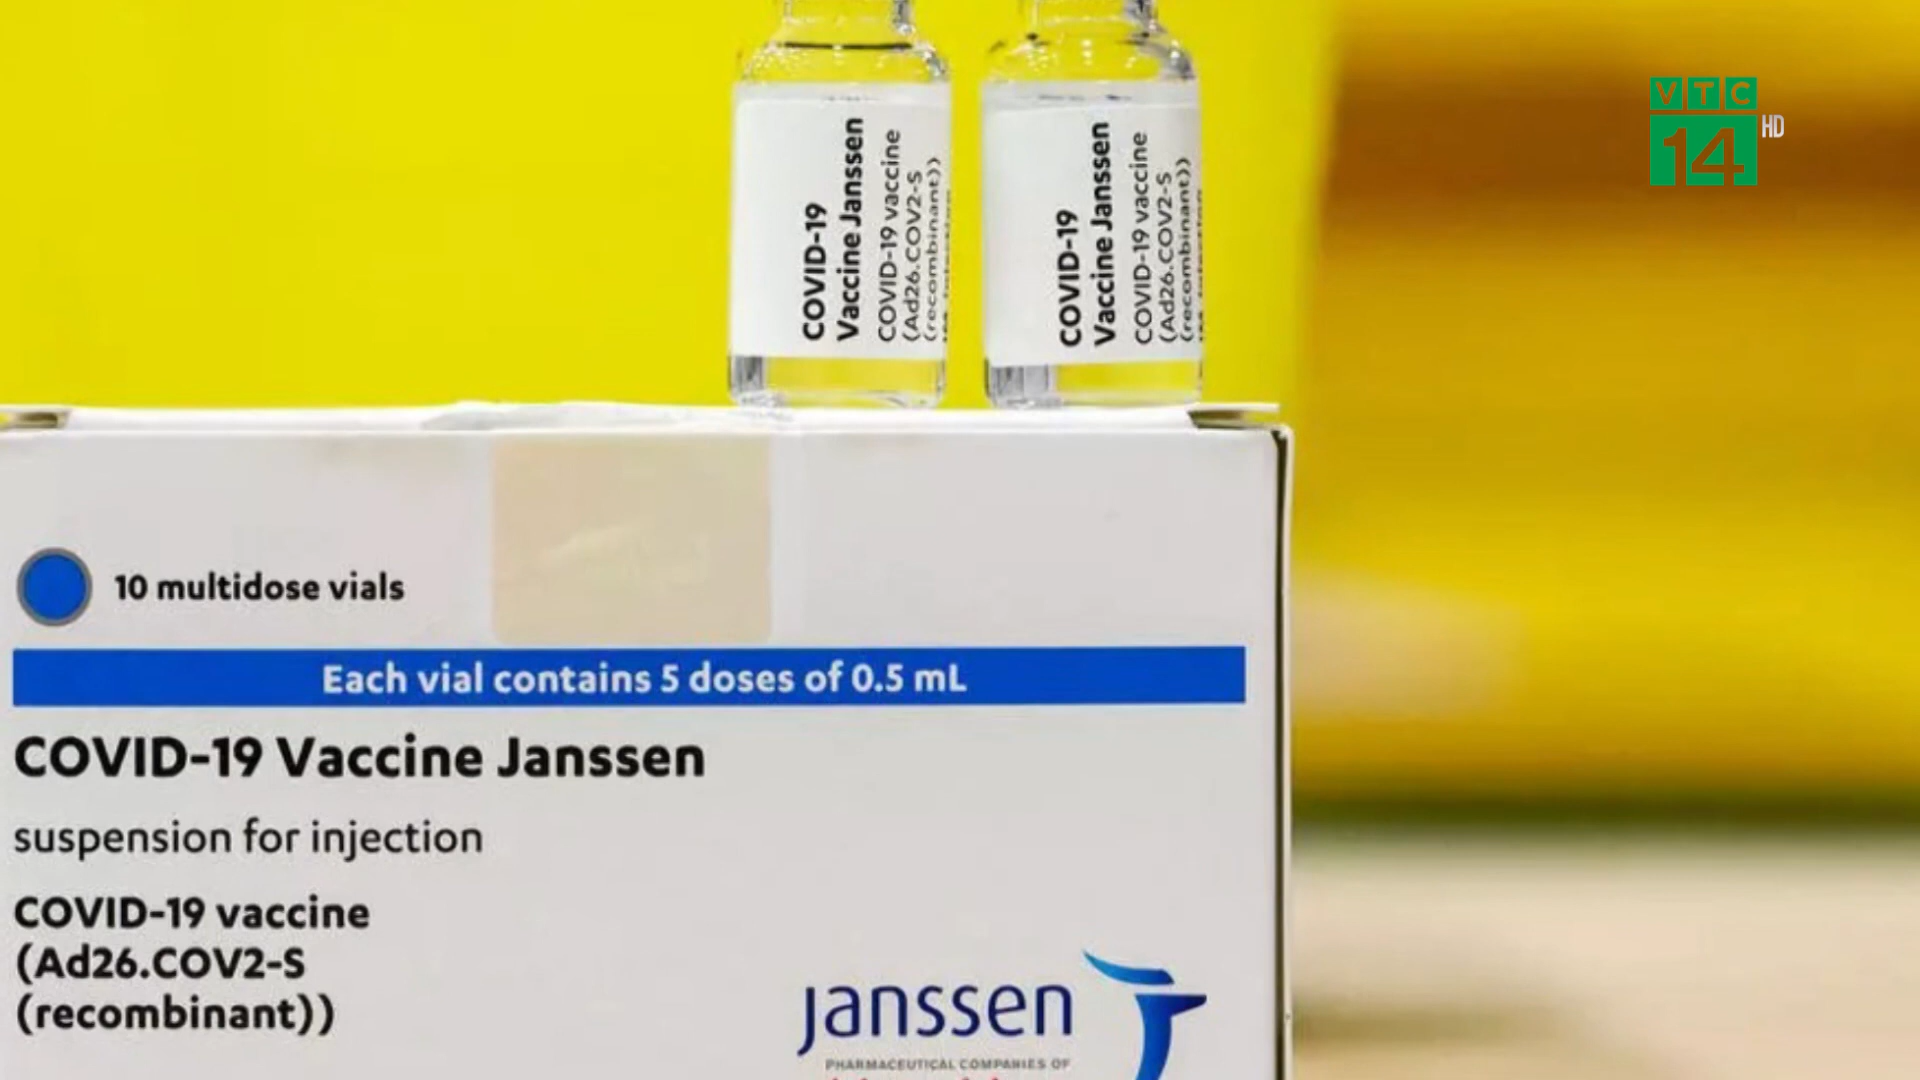 COVID-19
Vaccine Janssen
COVID-19 vaccine
(Ad26.COV2-S
(recombinant))
COVID-19
Vaccine Janssen
COVID-19 vaccine
(Ad26.COV2-S
(recombinant))
VTC
14
HD
10 multidose vials
Each vial contains 5 doses of 0.5 mL
COVID-19 Vaccine Janssen
suspension for injection
COVID-19 vaccine
(Ad26.COV2-S
(recombinant))
Janssen
PHARMACEUTICAL COMPANIES OF